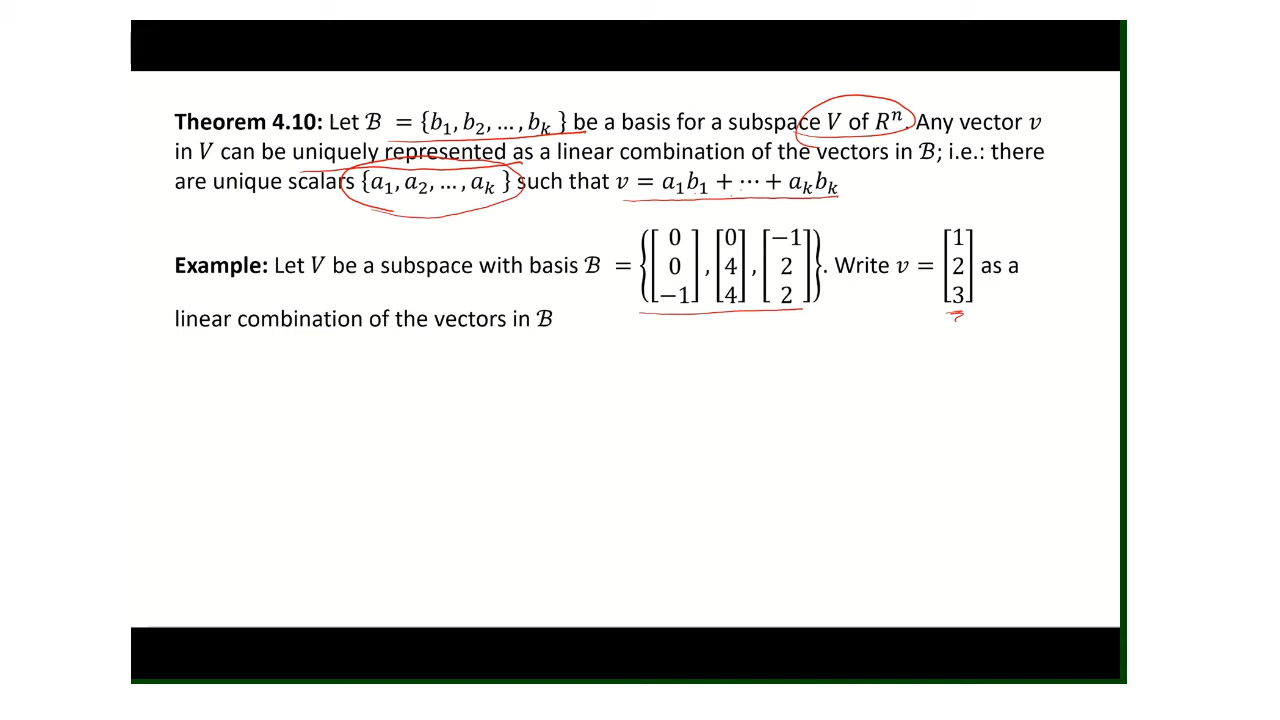 Theorem 4.10: Let ℬ = {b₁, b₂, … , bₖ } be a basis for a subspace V of Rⁿ. Any vector v
in V can be uniquely represented as a linear combination of the vectors in ℬ; i.e.: there
are unique scalars {a₁, a₂, … , aₖ } such that v = a₁b₁ + ⋯ + aₖbₖ
Example: Let V be a subspace with basis ℬ = {[0 0 −1], [0 4 4], [−1 2 2]}. Write v = [1 2 3] as a
linear combination of the vectors in ℬ